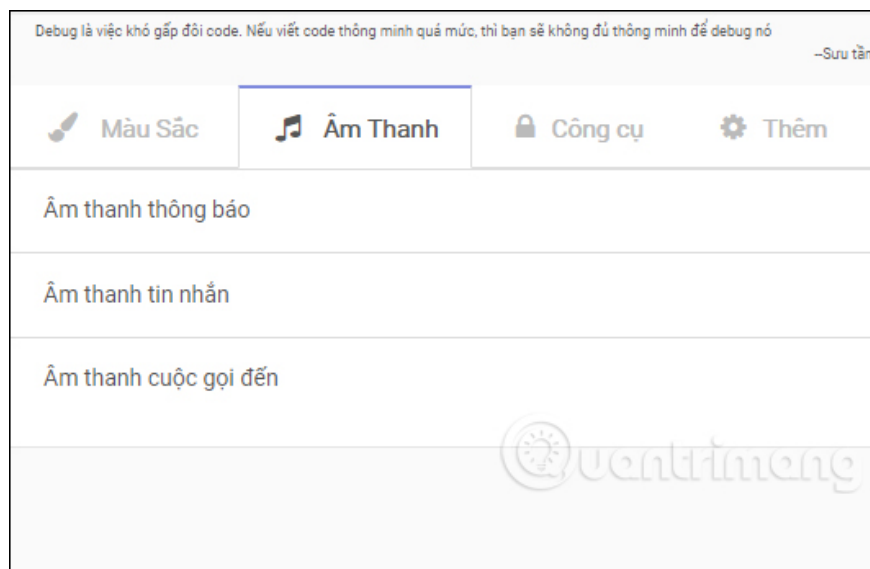 Debug là việc khó gấp đôi code. Nếu viết code thông minh quá mức, thì bạn sẽ không đủ thông minh để debug nó
--Sưu tầm
Màu Sắc Âm Thanh Công cụ Thêm
Âm thanh thông báo
Âm thanh tin nhắn
Âm thanh cuộc gọi đến
Quantrimang